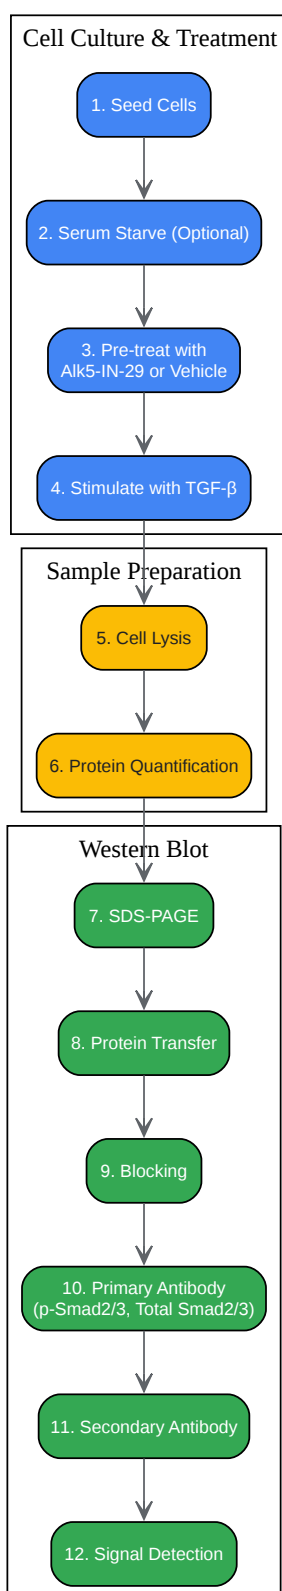 Cell Culture & Treatment
1. Seed Cells
2. Serum Starve (Optional)
3. Pre-treat with
Alk5-IN-29 or Vehicle
4. Stimulate with TGF-β
Sample Preparation
5. Cell Lysis
6. Protein Quantification
Western Blot
7. SDS-PAGE
8. Protein Transfer
9. Blocking
10. Primary Antibody
(p-Smad2/3, Total Smad2/3)
11. Secondary Antibody
12. Signal Detection